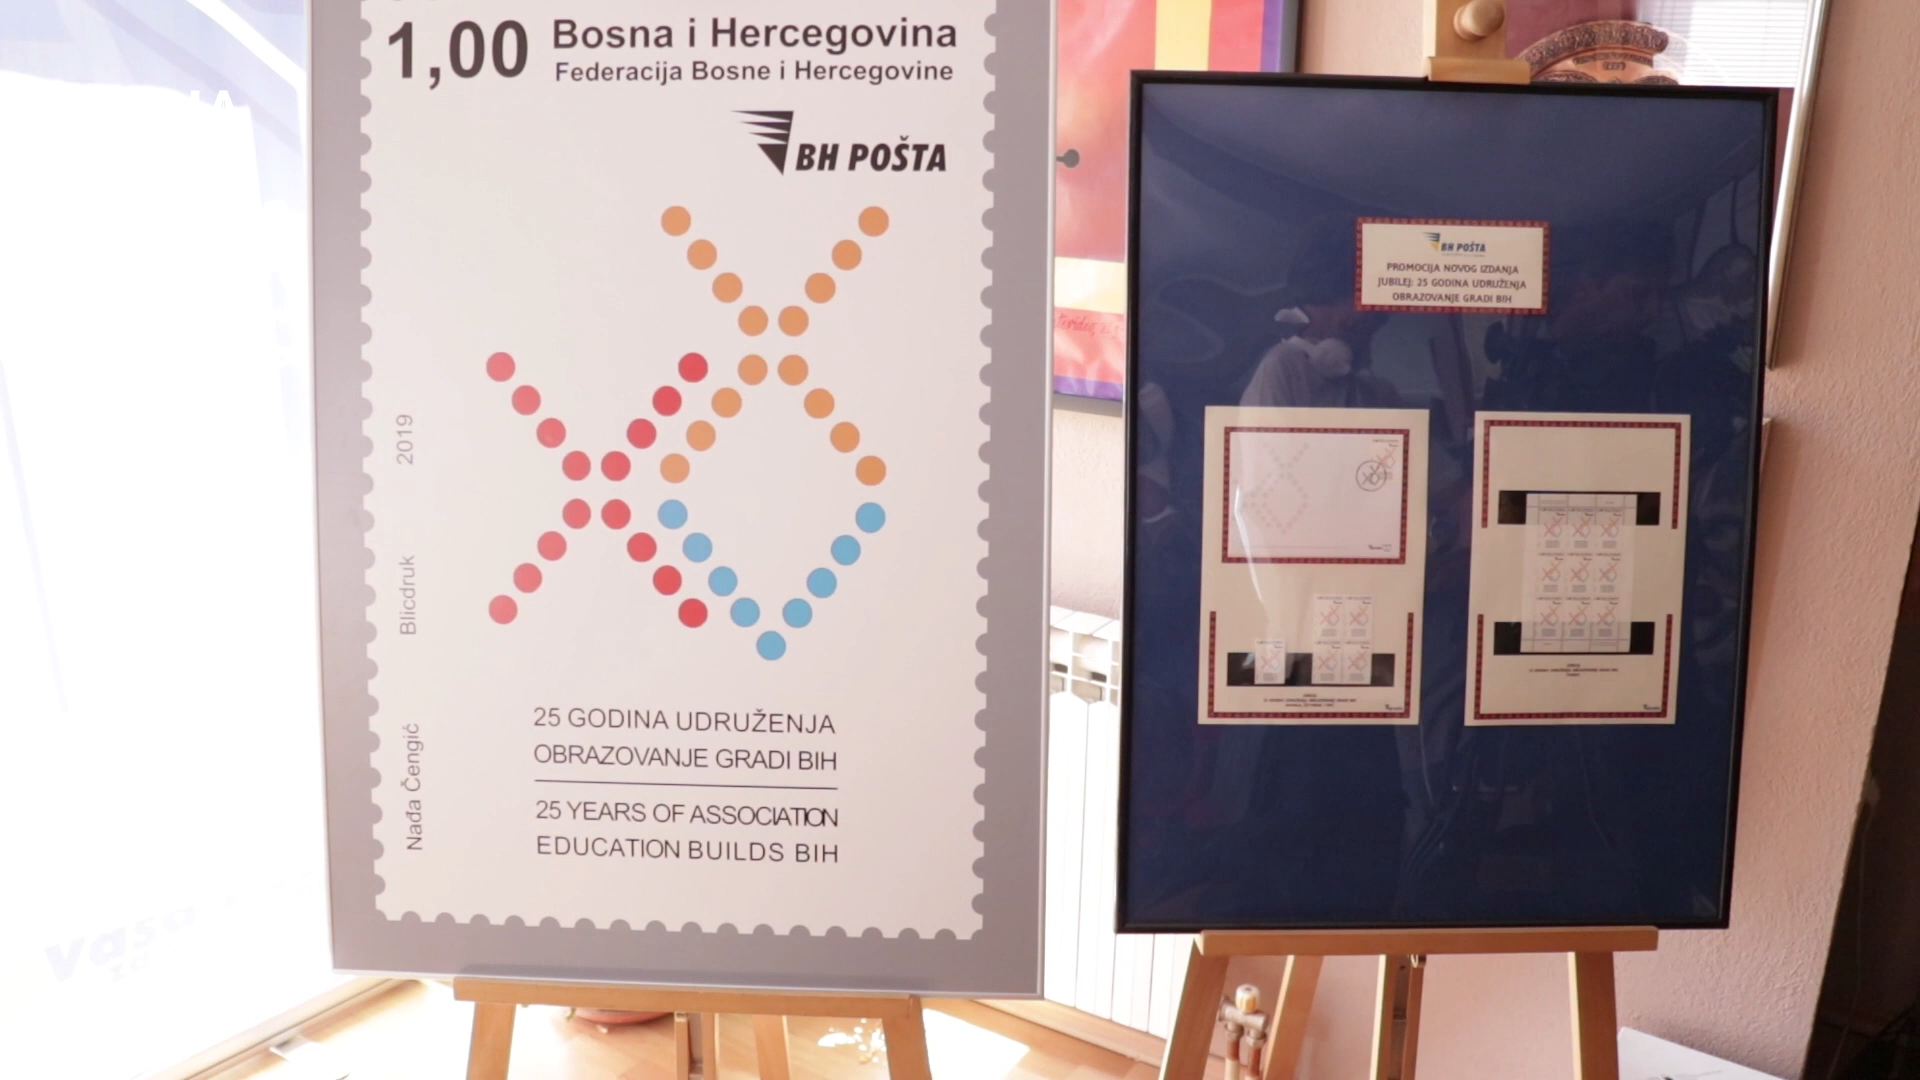 1,00
Bosna i Hercegovina
Federacija Bosne i Hercegovine
BH POŠTA
2019
Blicdruk
Nada Čengić
25 GODINA UDRUŽENJA
OBRAZOVANJE GRADI BIH
25 YEARS OF ASSOCIATION
EDUCATION BUILDS BIH
BH POŠTA
PROMOCIJA NOVOG IZDANJA
JUBILEJ: 25 GODINA UDRUŽENJA
OBRAZOVANJE GRADI BIH